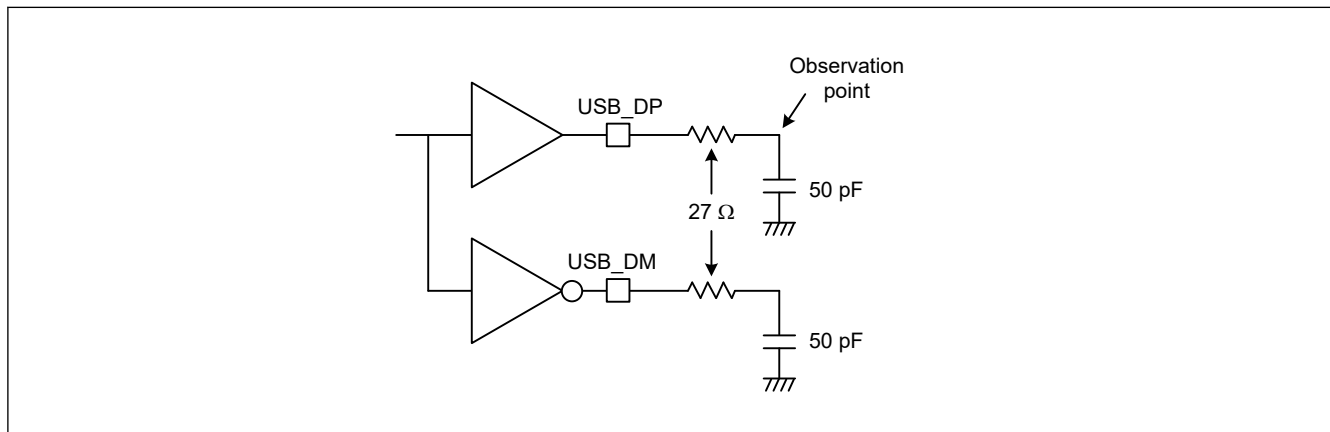 Observation
point
USB_DP
50 pF
27 Ω
USB_DM
50 pF